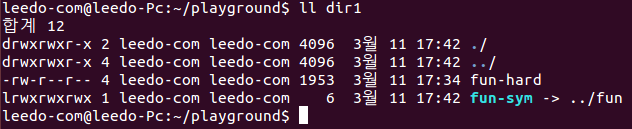 leedo-com@leedo-Pc:~/playground$ ll dir1
합계 12
drwxrwxr-x 2 leedo-com leedo-com 4096  3월 11 17:42 ./
drwxrwxr-x 4 leedo-com leedo-com 4096  3월 11 17:42 ../
-rw-r--r-- 4 leedo-com leedo-com 1953  3월 11 17:34 fun-hard
lrwxrwxrwx 1 leedo-com leedo-com    6  3월 11 17:42 fun-sym -> ../fun
leedo-com@leedo-Pc:~/playground$